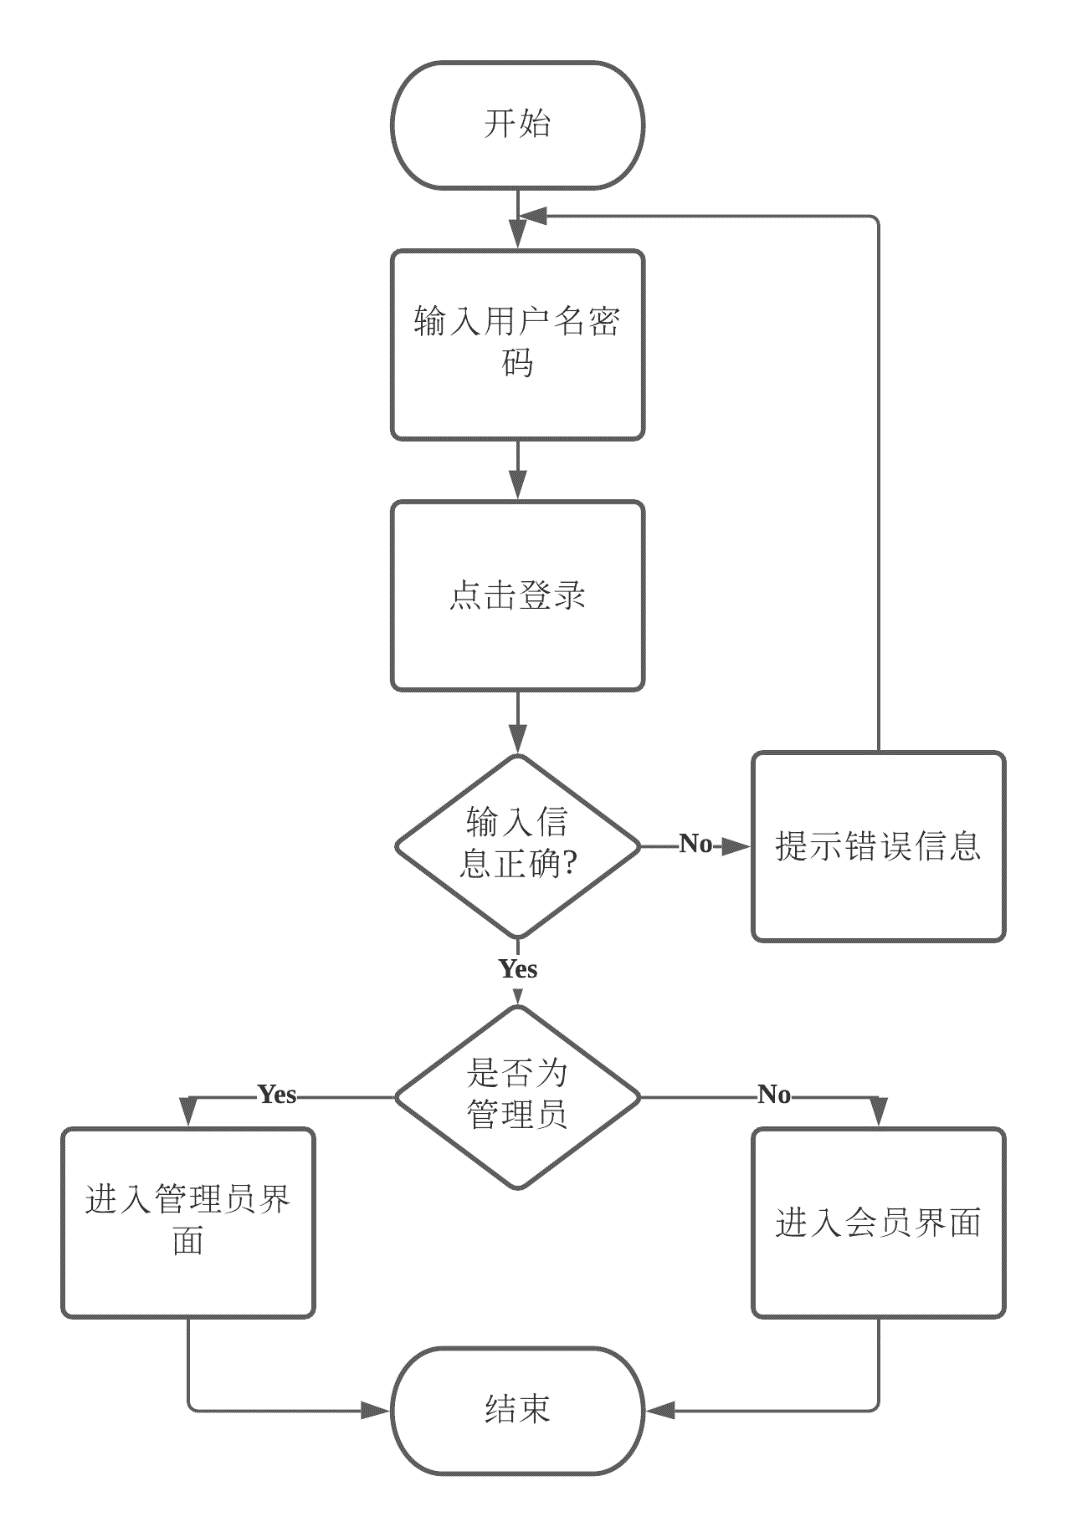 开始
输入用户名密
码
点击登录
输入信
息正确?
No
提示错误信息
Yes
是否为
管理员
Yes
No
进入管理员界
面
进入会员界面
结束